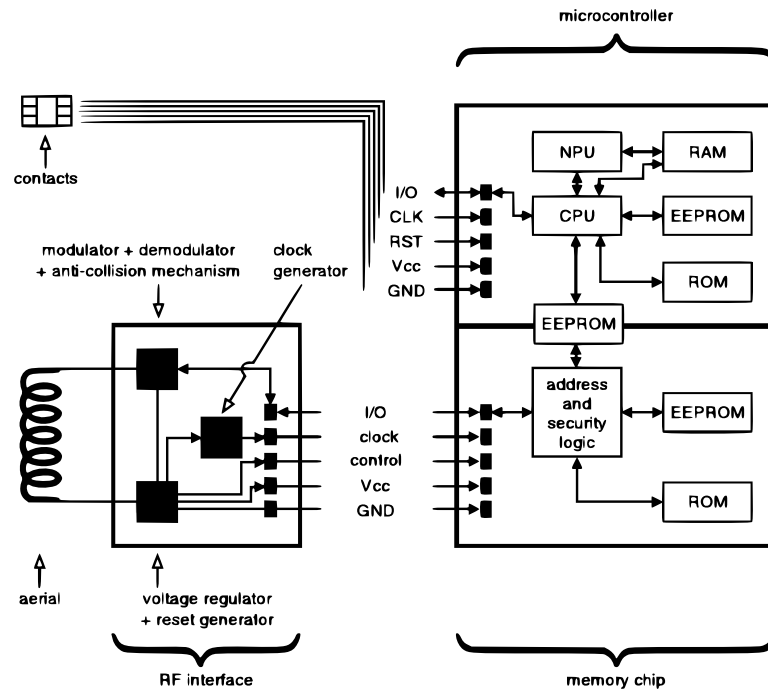 microcontroller
contacts
NPU
RAM
I/O
CPU
EEPROM
CLK
RST
Vcc
ROM
GND
modulator + demodulator
+ anti-collision mechanism
clock
generator
EEPROM
I/O
address
and
security
logic
EEPROM
clock
control
Vcc
ROM
GND
aerial
voltage regulator
+ reset generator
RF interface
memory chip